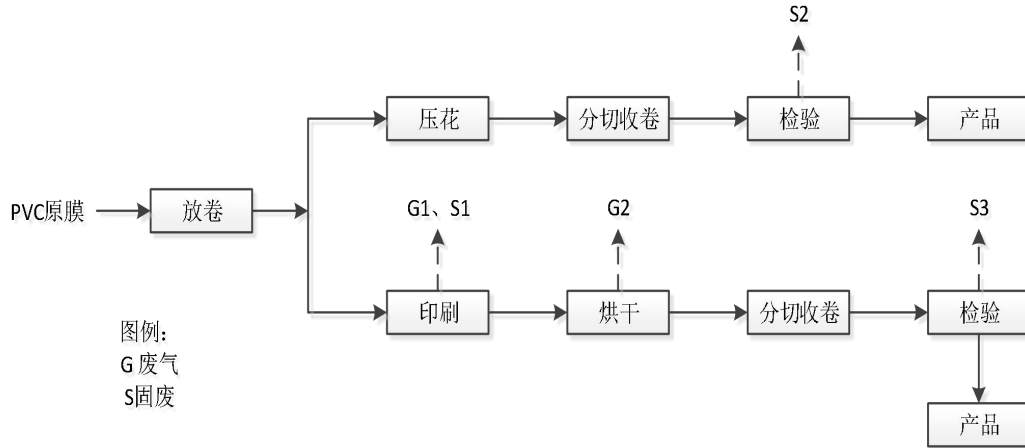 S2
压花
分切收卷
检验
产品
PVC原膜
放卷
G1、S1
G2
S3
印刷
烘干
分切收卷
检验
图例：
G 废气
S固废
产品